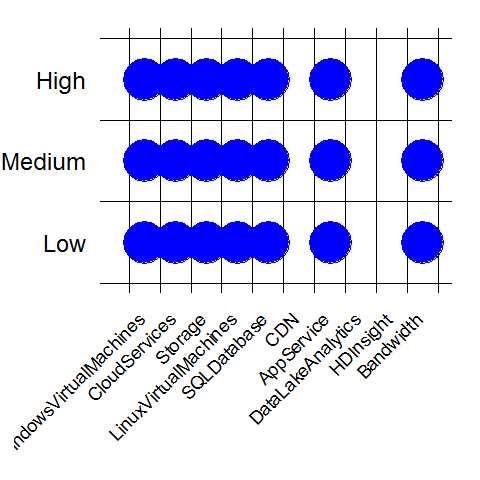 High
Medium
Low
ndowsVirtualMachines
CloudServices
Storage
LinuxVirtualMachines
SQLDatabase
CDN
AppService
DataLakeAnalytics
HDInsight
Bandwidth